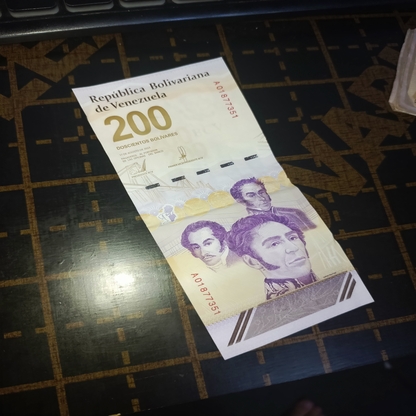 República Bolivariana
de Venezuela
A01877351
200
DOSCIENTOS BOLÍVARES
A01877351